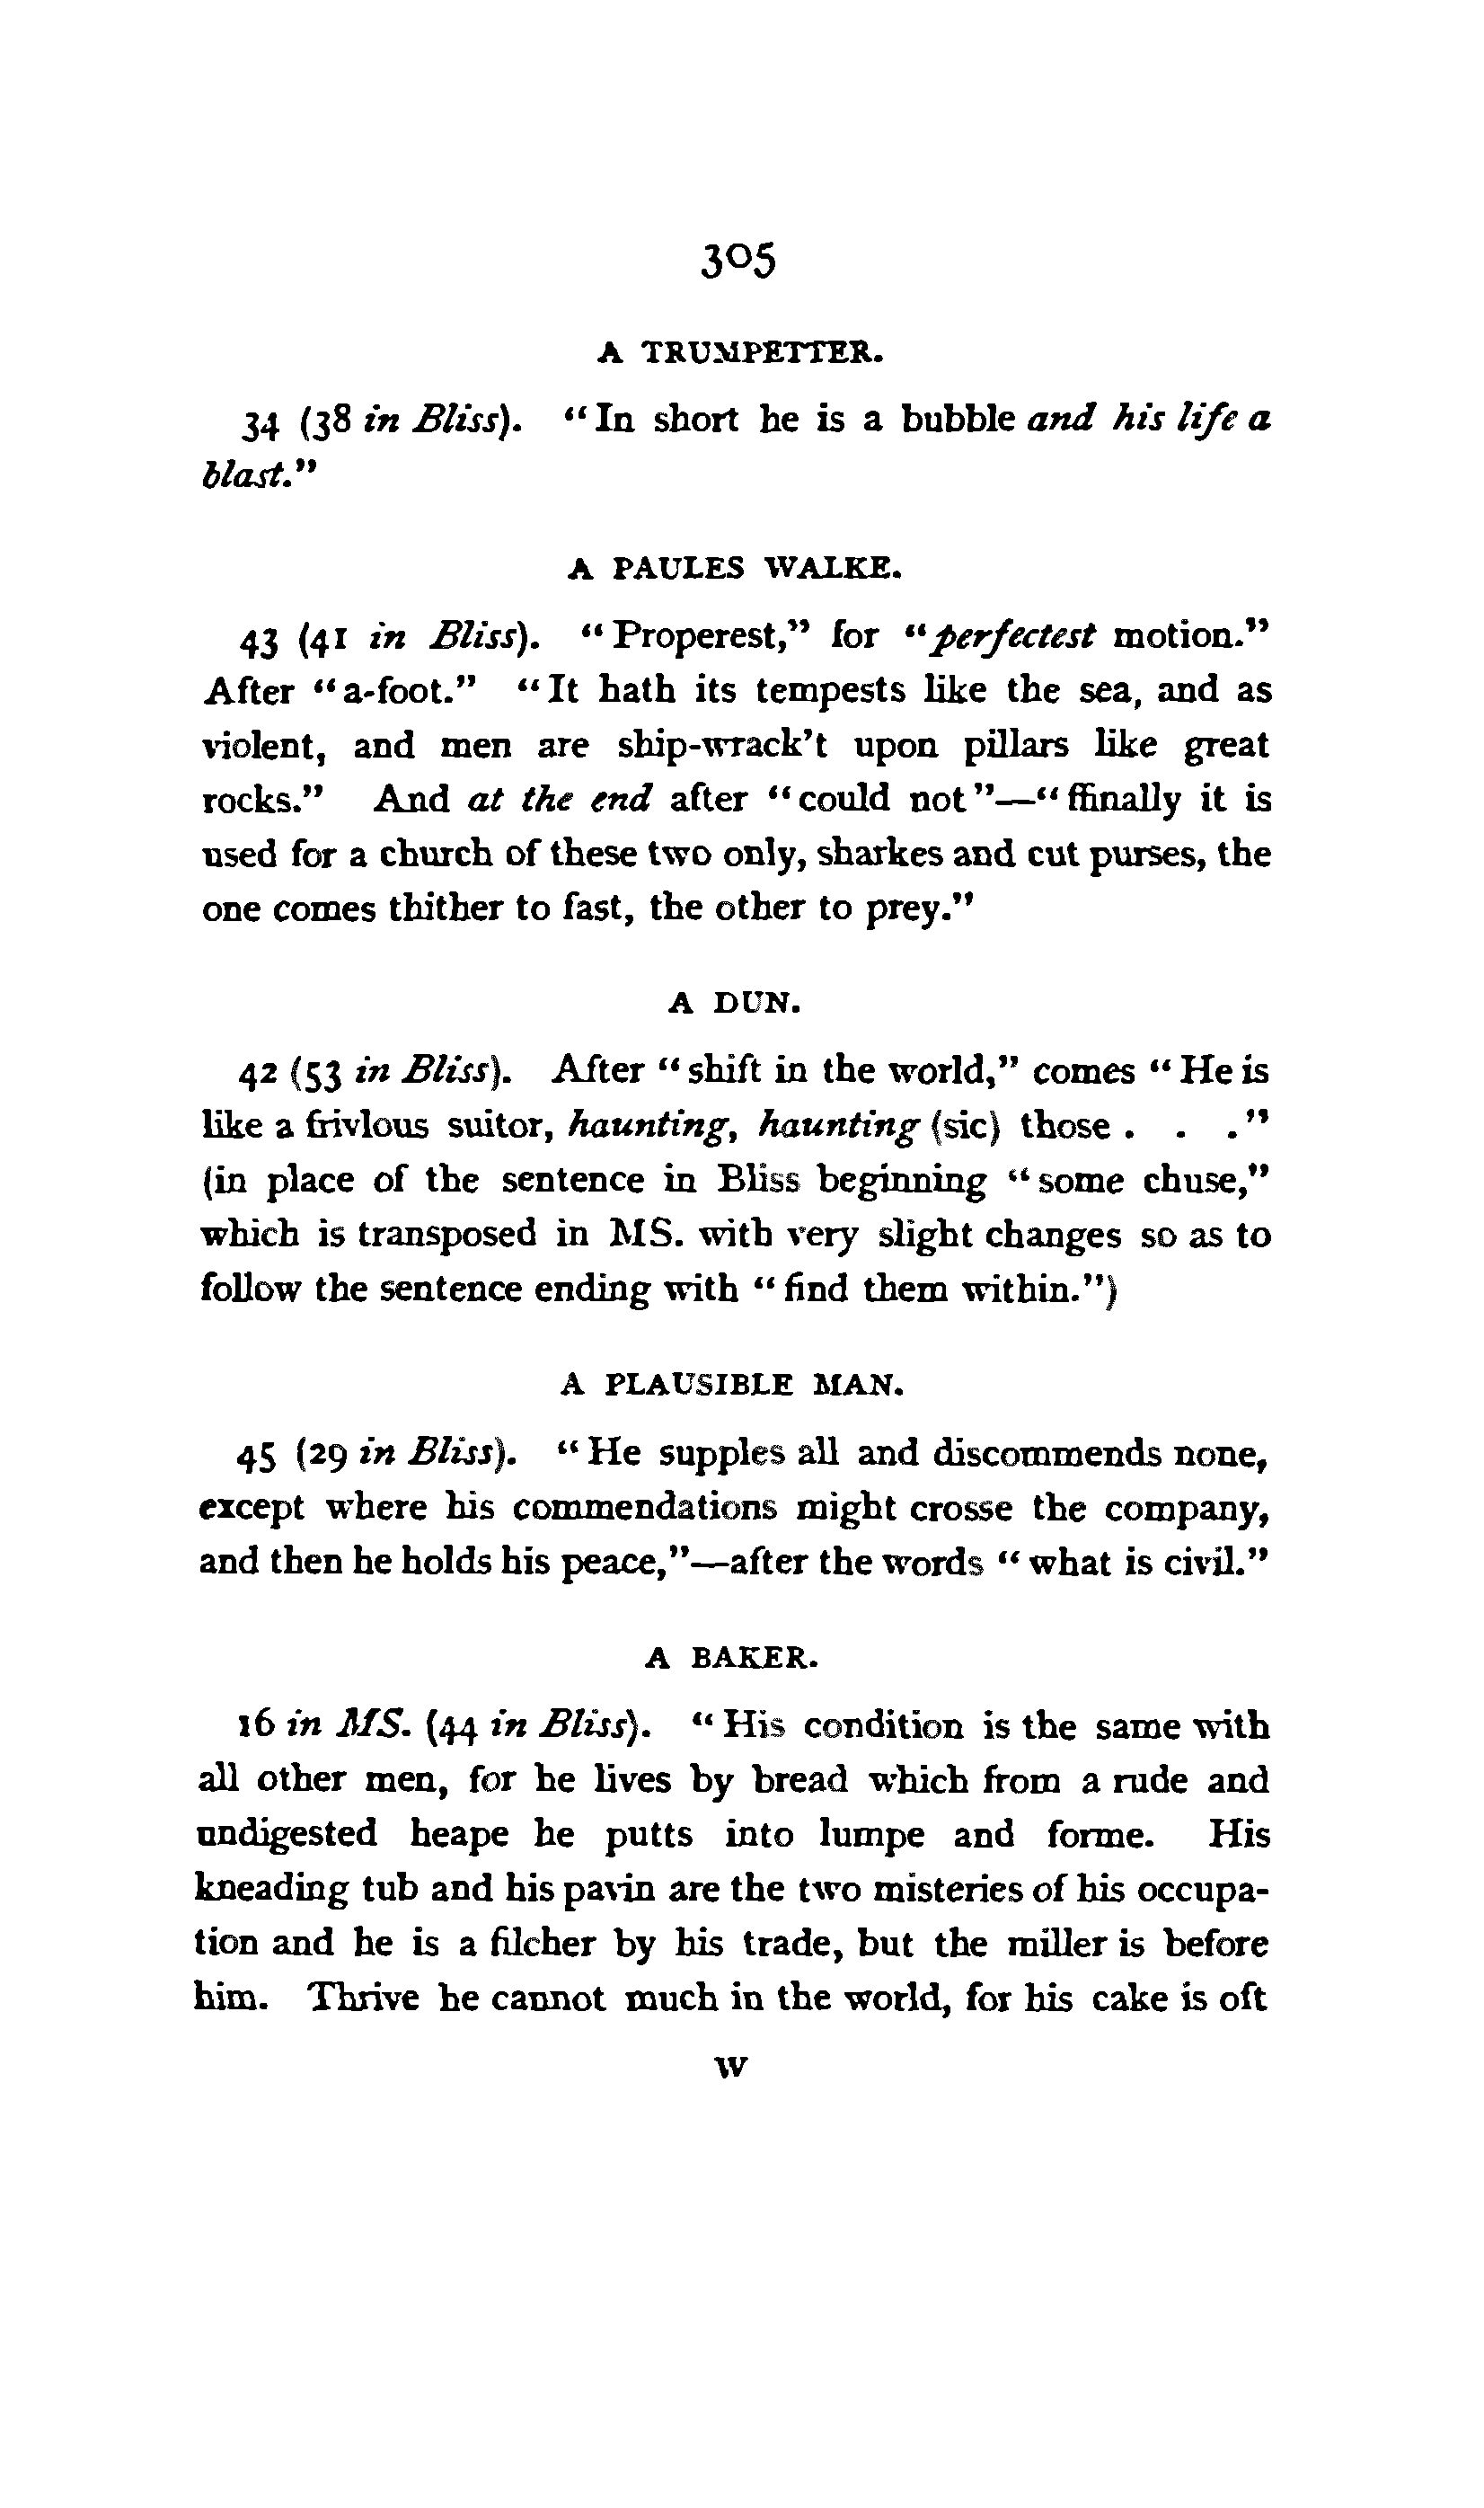 305
A TRUMPETTER.
34 (38 in Bliss). “In short he is a bubble and his life a
blast.”
A PAULES WALKE.
43 (41 in Bliss). “Properest,” for “perfectest motion.”
After “a-foot.” “It hath its tempests like the sea, and as
violent, and men are ship-wrack’t upon pillars like great
rocks.” And at the end after “could not”—“ffinally it is
used for a church of these two only, sharkes and cut purses, the
one comes thither to fast, the other to prey.”
A DUN.
42 (53 in Bliss). After “shift in the world,” comes “He is
like a frivlous suitor, haunting, haunting (sic) those . . .”
(in place of the sentence in Bliss beginning “some chuse,”
which is transposed in MS. with very slight changes so as to
follow the sentence ending with “find them within.”)
A PLAUSIBLE MAN.
45 (29 in Bliss). “He supples all and discommends none,
except where his commendations might crosse the company,
and then he holds his peace,”—after the words “what is civil.”
A BAKER.
16 in MS. (44 in Bliss). “His condition is the same with
all other men, for he lives by bread which from a rude and
undigested heape he putts into lumpe and forme. His
kneading tub and his pavin are the two misteries of his occupa-
tion and he is a filcher by his trade, but the miller is before
him. Thrive he cannot much in the world, for his cake is oft
W